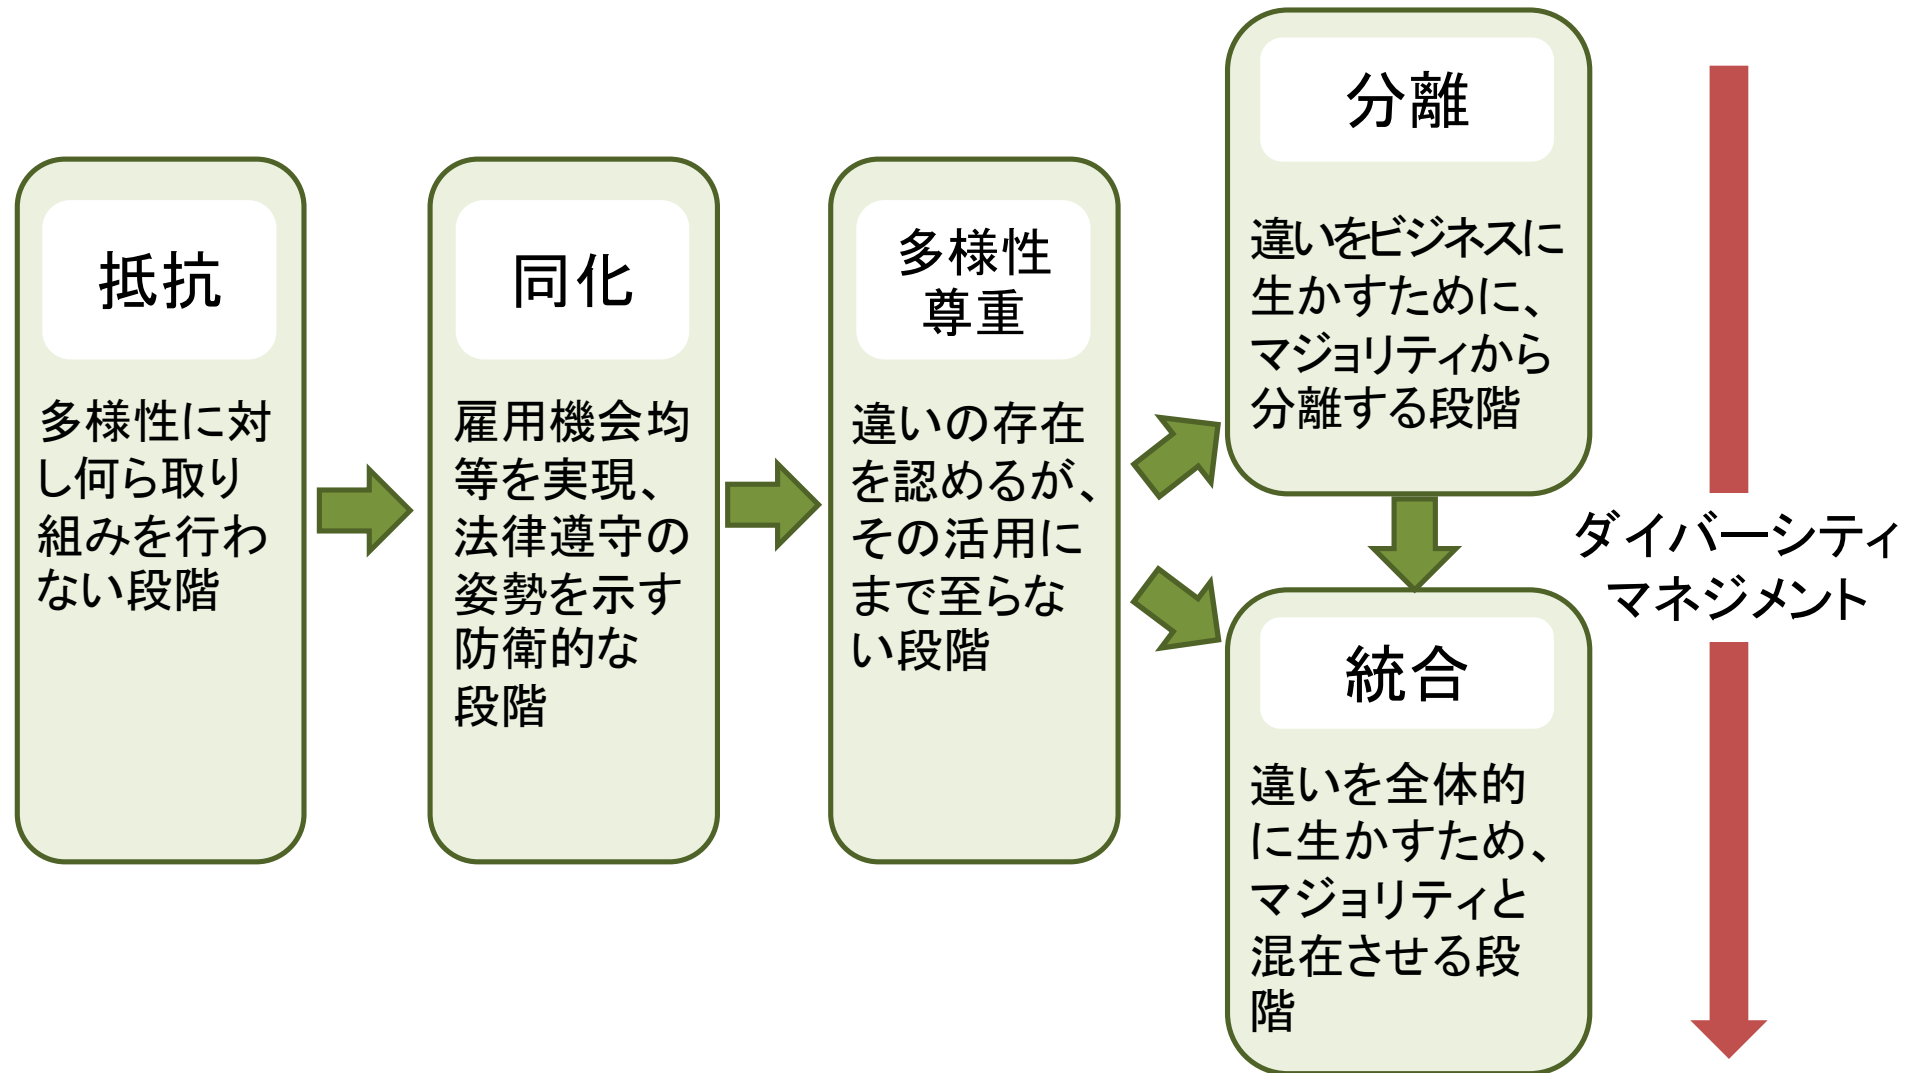 抵抗
多様性に対
し何ら取り
組みを行わ
ない段階
同化
雇用機会均
等を実現、
法律遵守の
姿勢を示す
防衛的な
段階
多様性
尊重
違いの存在
を認めるが、
その活用に
まで至らな
い段階
分離
違いをビジネスに
生かすために、
マジョリティから
分離する段階
統合
違いを全体的
に生かすため、
マジョリティと
混在させる段
階
ダイバーシティ
マネジメント